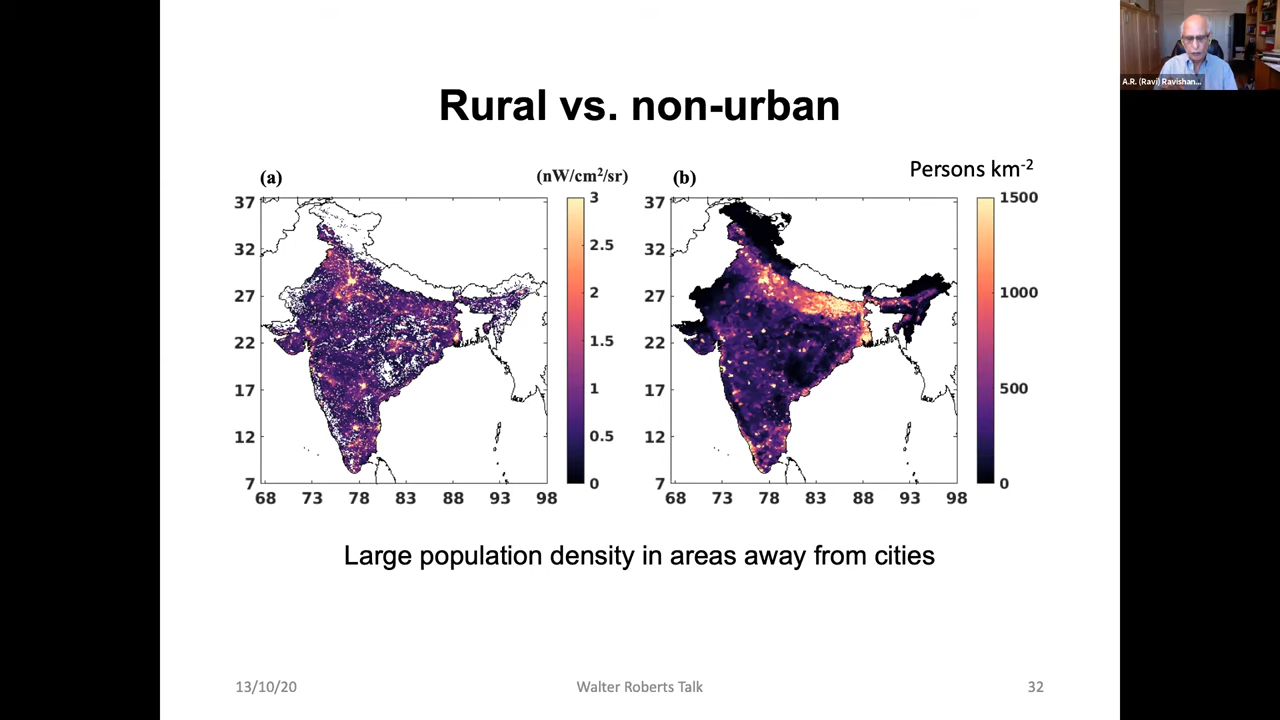 A.R. (Ravi) Ravishan...
Rural vs. non-urban
(a)
(nW/cm²/sr)
(b)
Persons km⁻²
37
32
27
22
17
12
7
68 73 78 83 88 93 98
3
2.5
2
1.5
1
0.5
0
37
32
27
22
17
12
7
68 73 78 83 88 93 98
1500
1000
500
0
Large population density in areas away from cities
13/10/20
Walter Roberts Talk
32